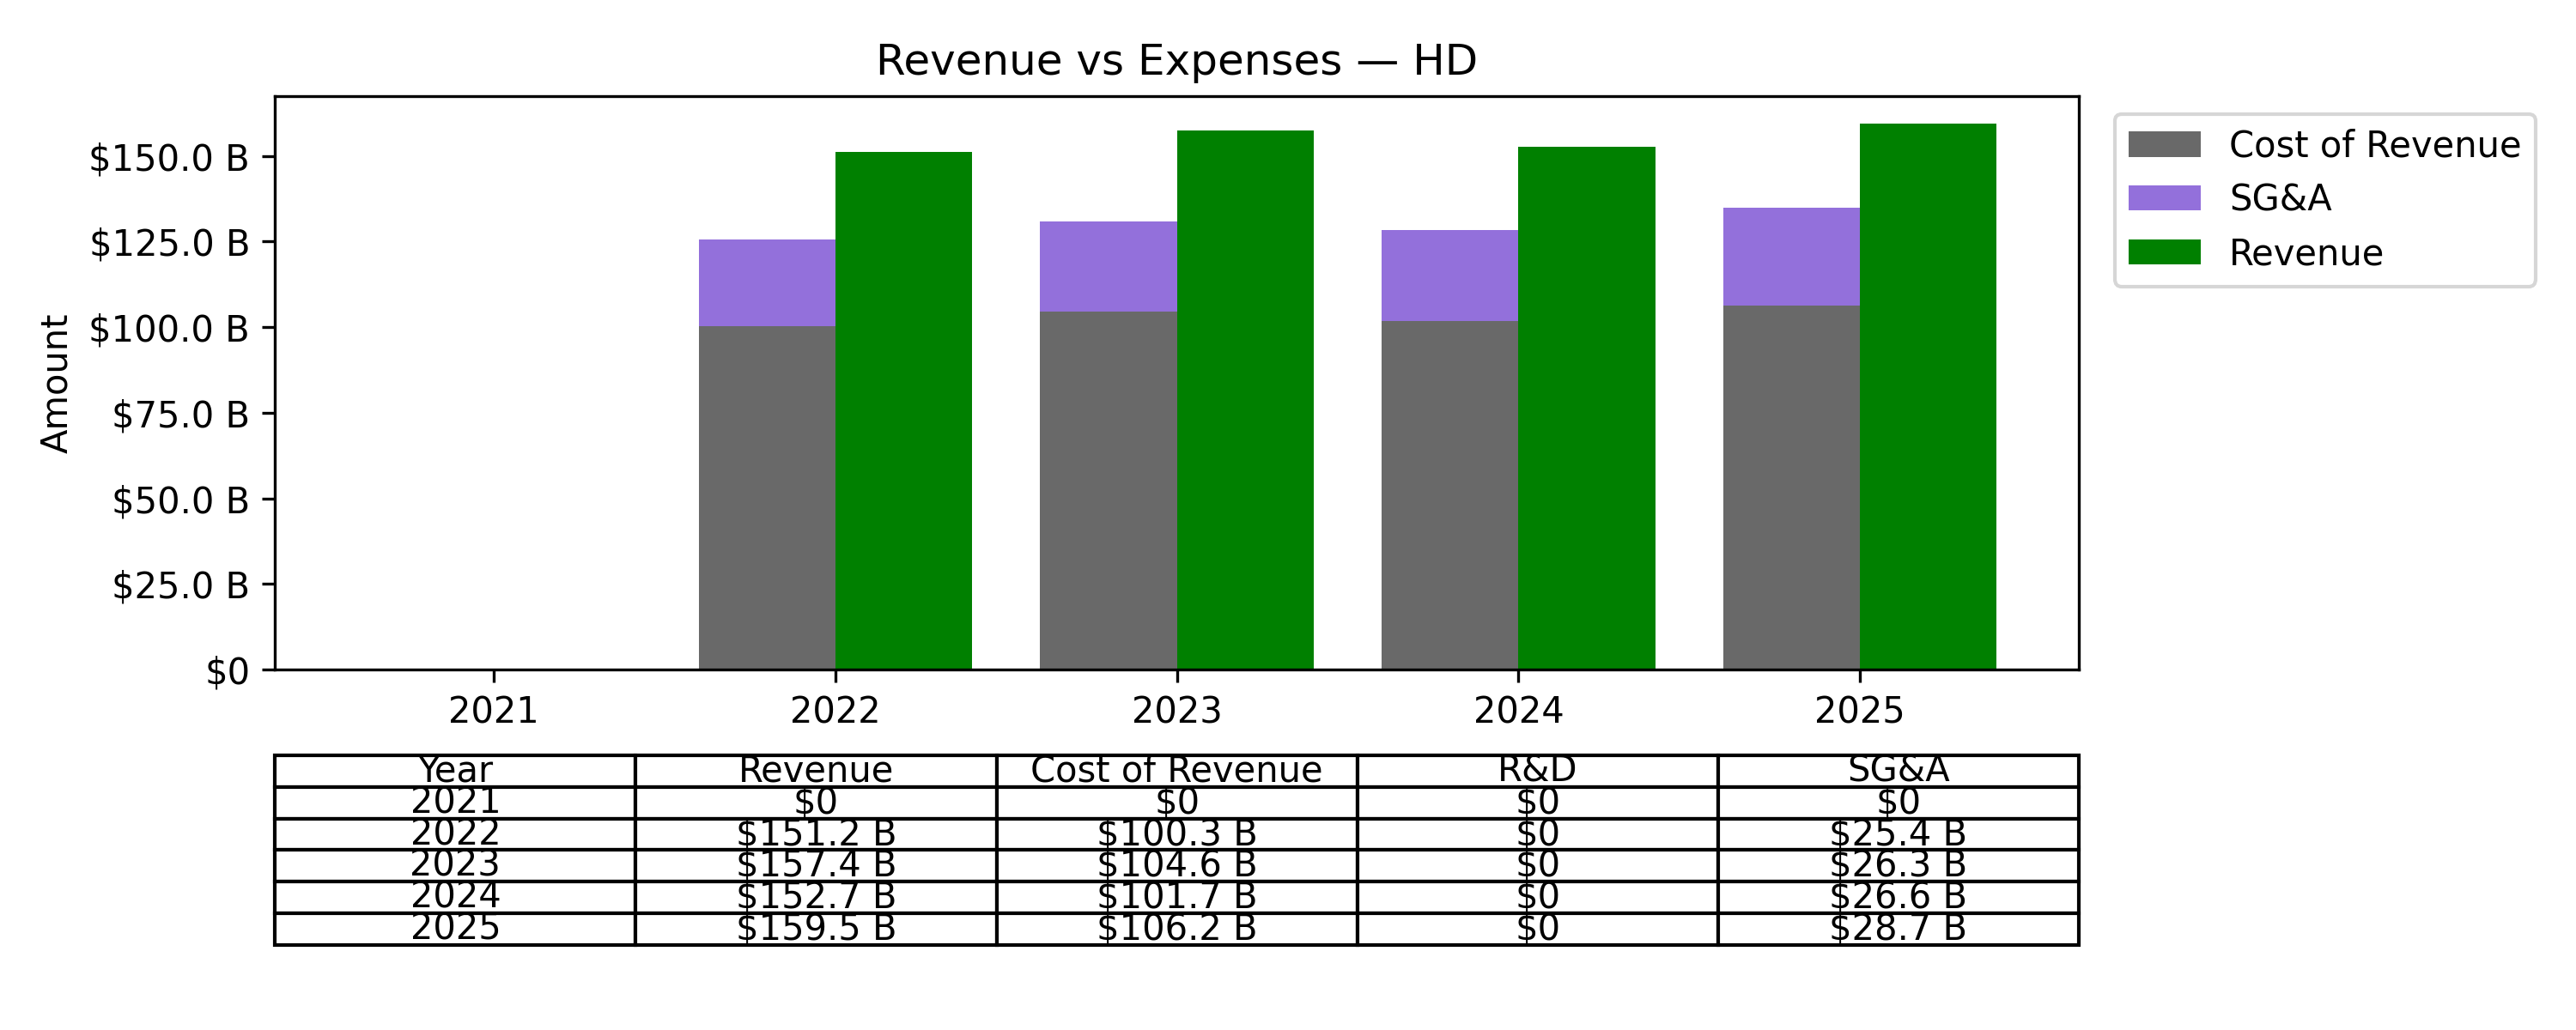 Revenue vs Expenses — HD
Cost of Revenue
SG&A
Revenue
Amount
$150.0 B
$125.0 B
$100.0 B
$75.0 B
$50.0 B
$25.0 B
$0
2021 2022 2023 2024 2025
Year Revenue Cost of Revenue R&D SG&A
2021 $0 $0 $0 $0
2022 $151.2 B $100.3 B $0 $25.4 B
2023 $157.4 B $104.6 B $0 $26.3 B
2024 $152.7 B $101.7 B $0 $26.6 B
2025 $159.5 B $106.2 B $0 $28.7 B